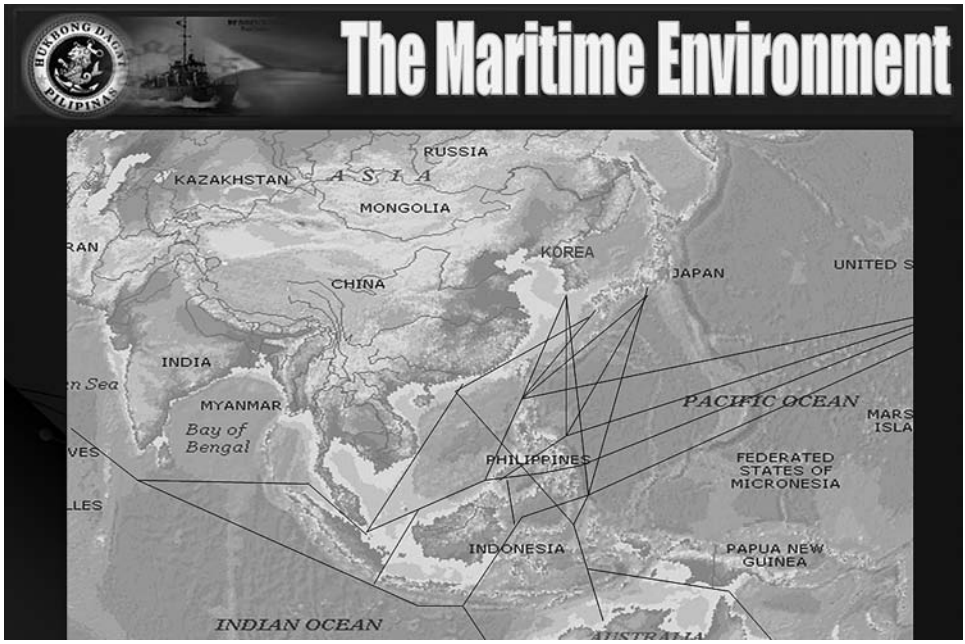 HUKBONG DAGAT
PILIPINAS
The Maritime Environment
RUSSIA
KAZAKHSTAN
A S I A
MONGOLIA
RAN
KOREA
CHINA
JAPAN
UNITED S
INDIA
n Sea
MYANMAR
PACIFIC OCEAN
Bay of
Bengal
MARS
ISLA
VES
PHILIPPINES
FEDERATED
STATES OF
MICRONESIA
LLES
INDONESIA
PAPUA NEW
GUINEA
INDIAN OCEAN
AUSTRALIA